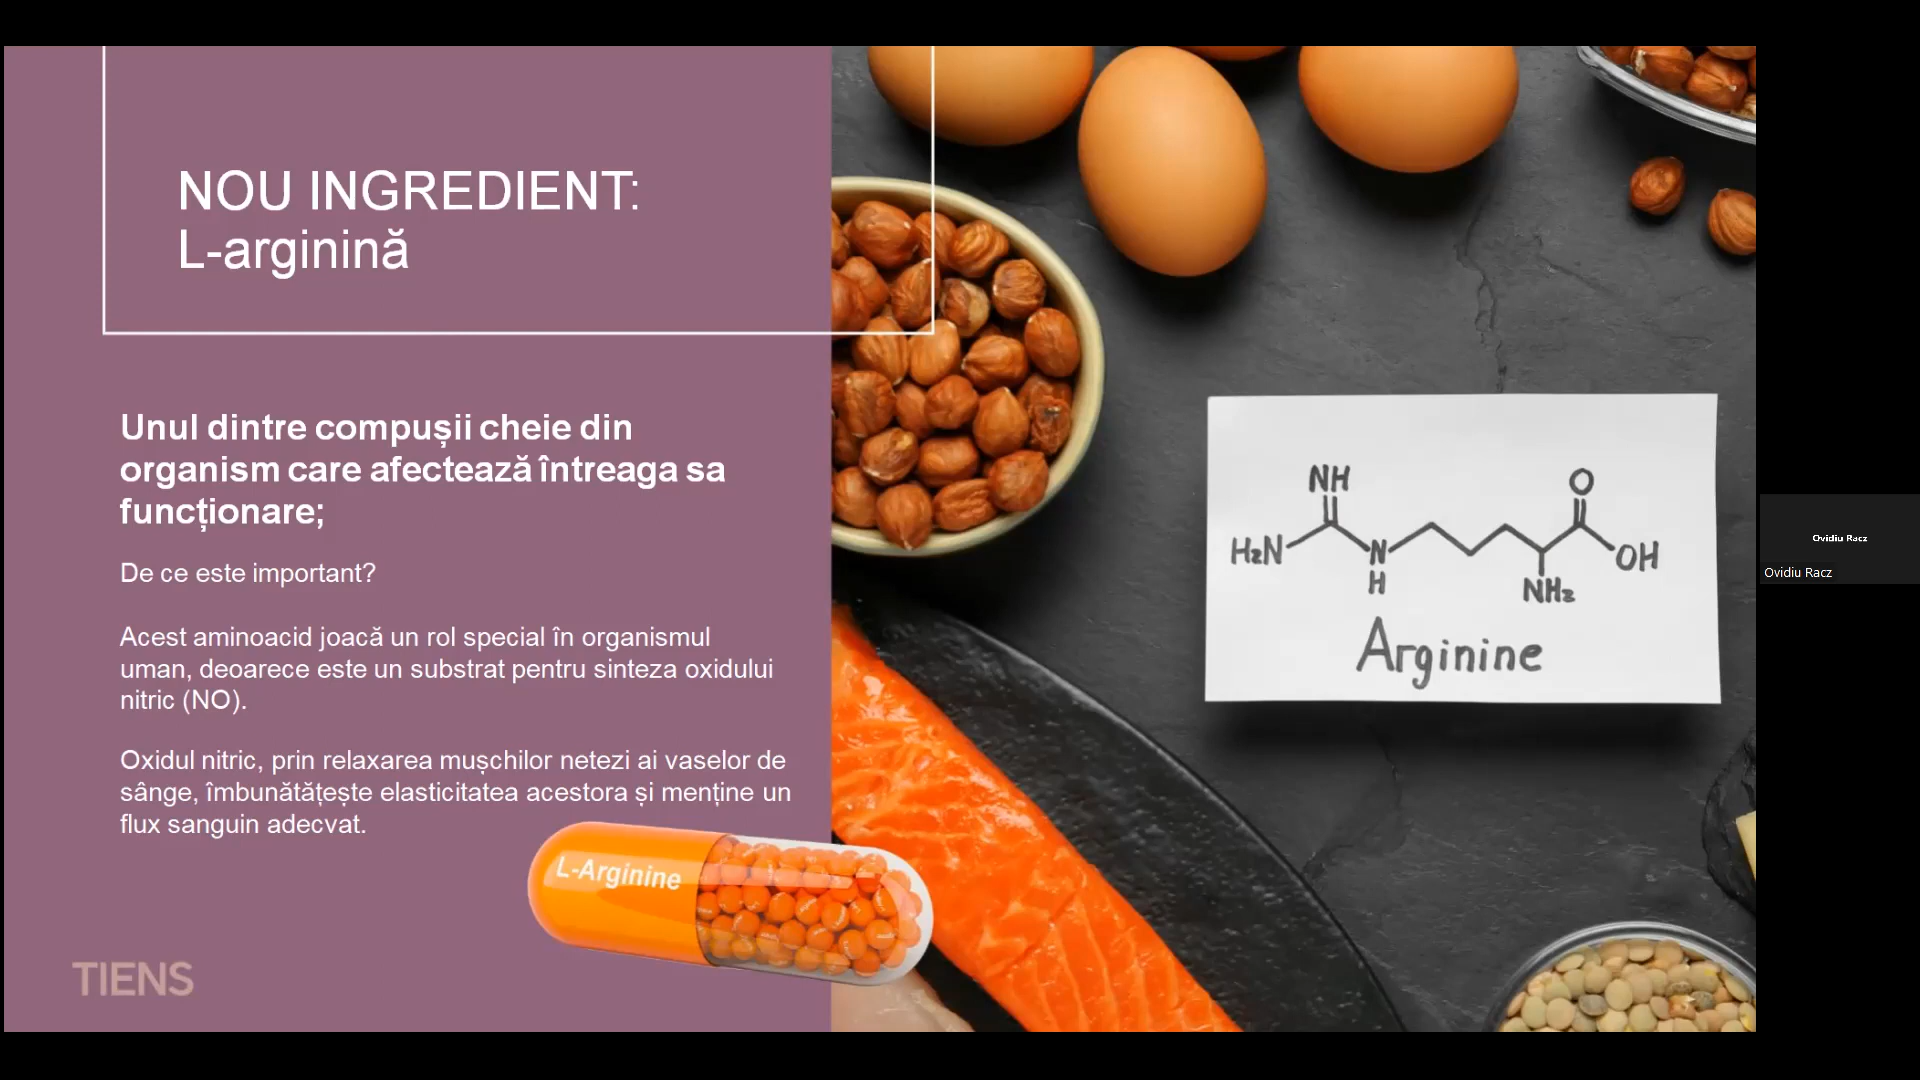 NOU INGREDIENT:
L-arginină
Unul dintre compușii cheie din
organism care afectează întreaga sa
funcționare;
De ce este important?
Acest aminoacid joacă un rol special în organismul
uman, deoarece este un substrat pentru sinteza oxidului
nitric (NO).
Oxidul nitric, prin relaxarea mușchilor netezi ai vaselor de
sânge, îmbunătățește elasticitatea acestora și menține un
flux sanguin adecvat.
L-Arginine
TIENS
NH
O
H₂N
N
H
OH
NH₂
Arginine
Ovidiu Racz
Ovidiu Racz